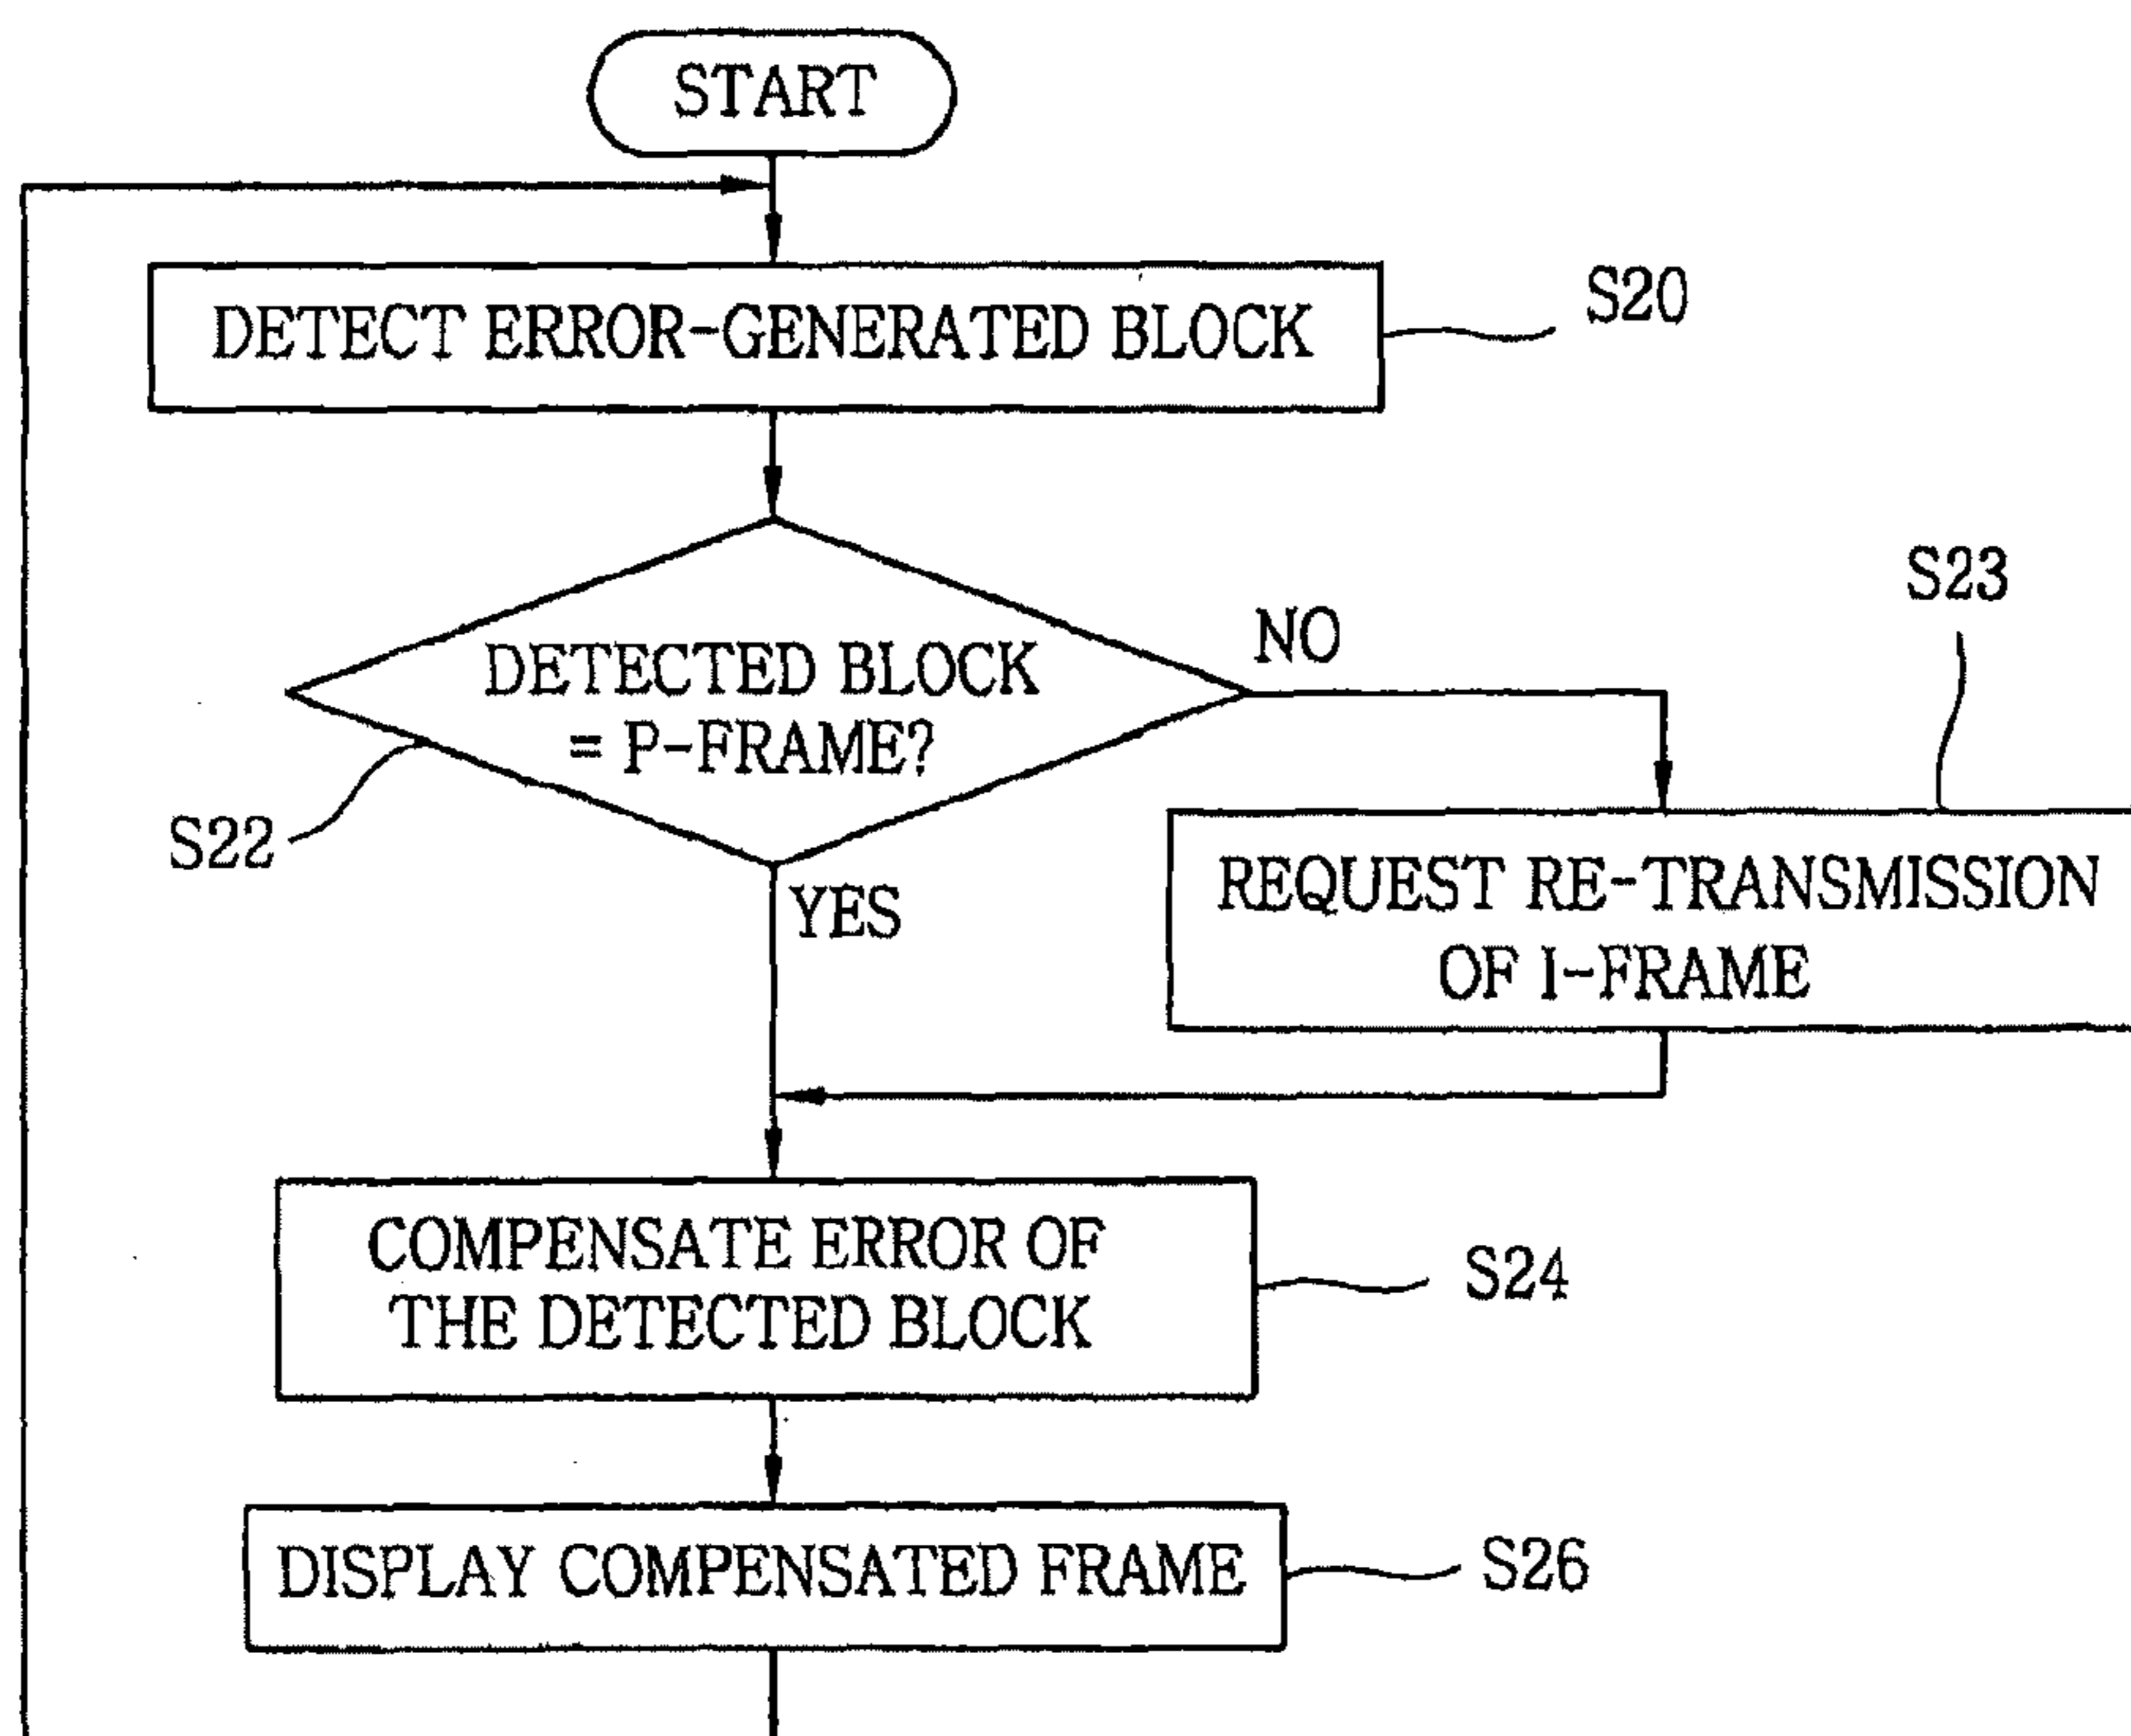 START
DETECT ERROR-GENERATED BLOCK
S20
DETECTED BLOCK
= P-FRAME?
NO
S22
YES
S23
REQUEST RE-TRANSMISSION
OF I-FRAME
COMPENSATE ERROR OF
THE DETECTED BLOCK
S24
DISPLAY COMPENSATED FRAME
S26